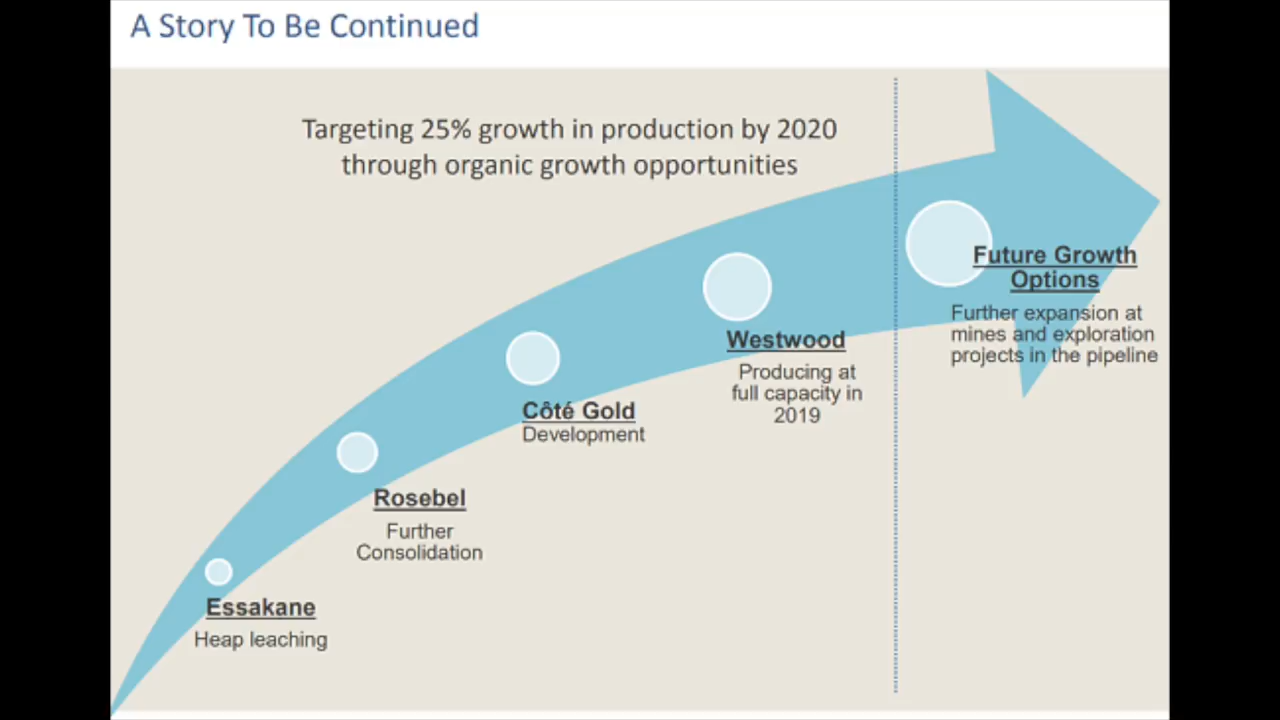 A Story To Be Continued
Targeting 25% growth in production by 2020
through organic growth opportunities
Future Growth
Options
Further expansion at
mines and exploration
projects in the pipeline
Westwood
Producing at
full capacity in
2019
Côté Gold
Development
Rosebel
Further
Consolidation
Essakane
Heap leaching